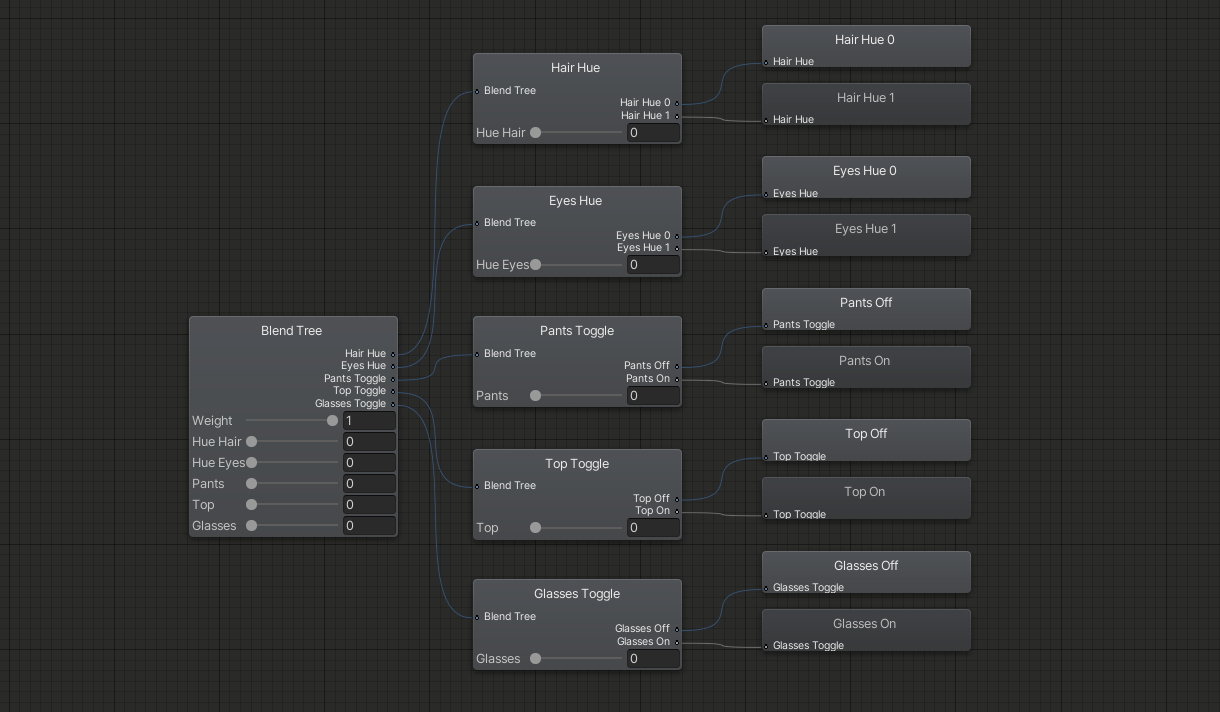 Blend Tree
Hair Hue
Eyes Hue
Pants Toggle
Top Toggle
Glasses Toggle
Weight 1
Hue Hair 0
Hue Eyes 0
Pants 0
Top 0
Glasses 0
Hair Hue
Blend Tree
Hair Hue 0
Hair Hue 1
Hue Hair 0
Eyes Hue
Blend Tree
Eyes Hue 0
Eyes Hue 1
Hue Eyes 0
Pants Toggle
Blend Tree
Pants Off
Pants On
Pants 0
Top Toggle
Blend Tree
Top Off
Top On
Top 0
Glasses Toggle
Blend Tree
Glasses Off
Glasses On
Glasses 0
Hair Hue 0
Hair Hue
Hair Hue 1
Hair Hue
Eyes Hue 0
Eyes Hue
Eyes Hue 1
Eyes Hue
Pants Off
Pants Toggle
Pants On
Pants Toggle
Top Off
Top Toggle
Top On
Top Toggle
Glasses Off
Glasses Toggle
Glasses On
Glasses Toggle